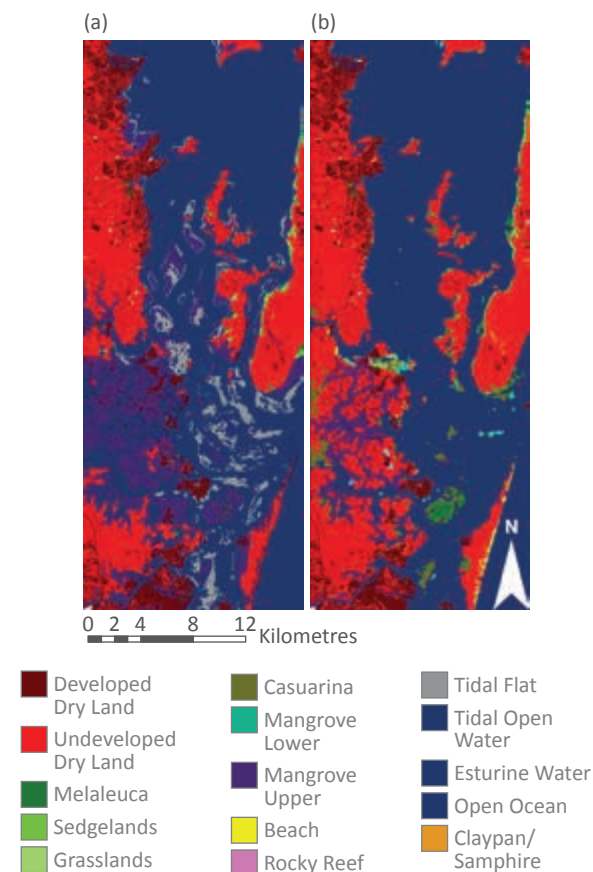 (a)
(b)
N
0 2 4 8 12
Kilometres
Developed
Dry Land
Undeveloped
Dry Land
Melaleuca
Sedgelands
Grasslands
Casuarina
Mangrove
Lower
Mangrove
Upper
Beach
Rocky Reef
Tidal Flat
Tidal Open
Water
Esturine Water
Open Ocean
Claypan/
Samphire